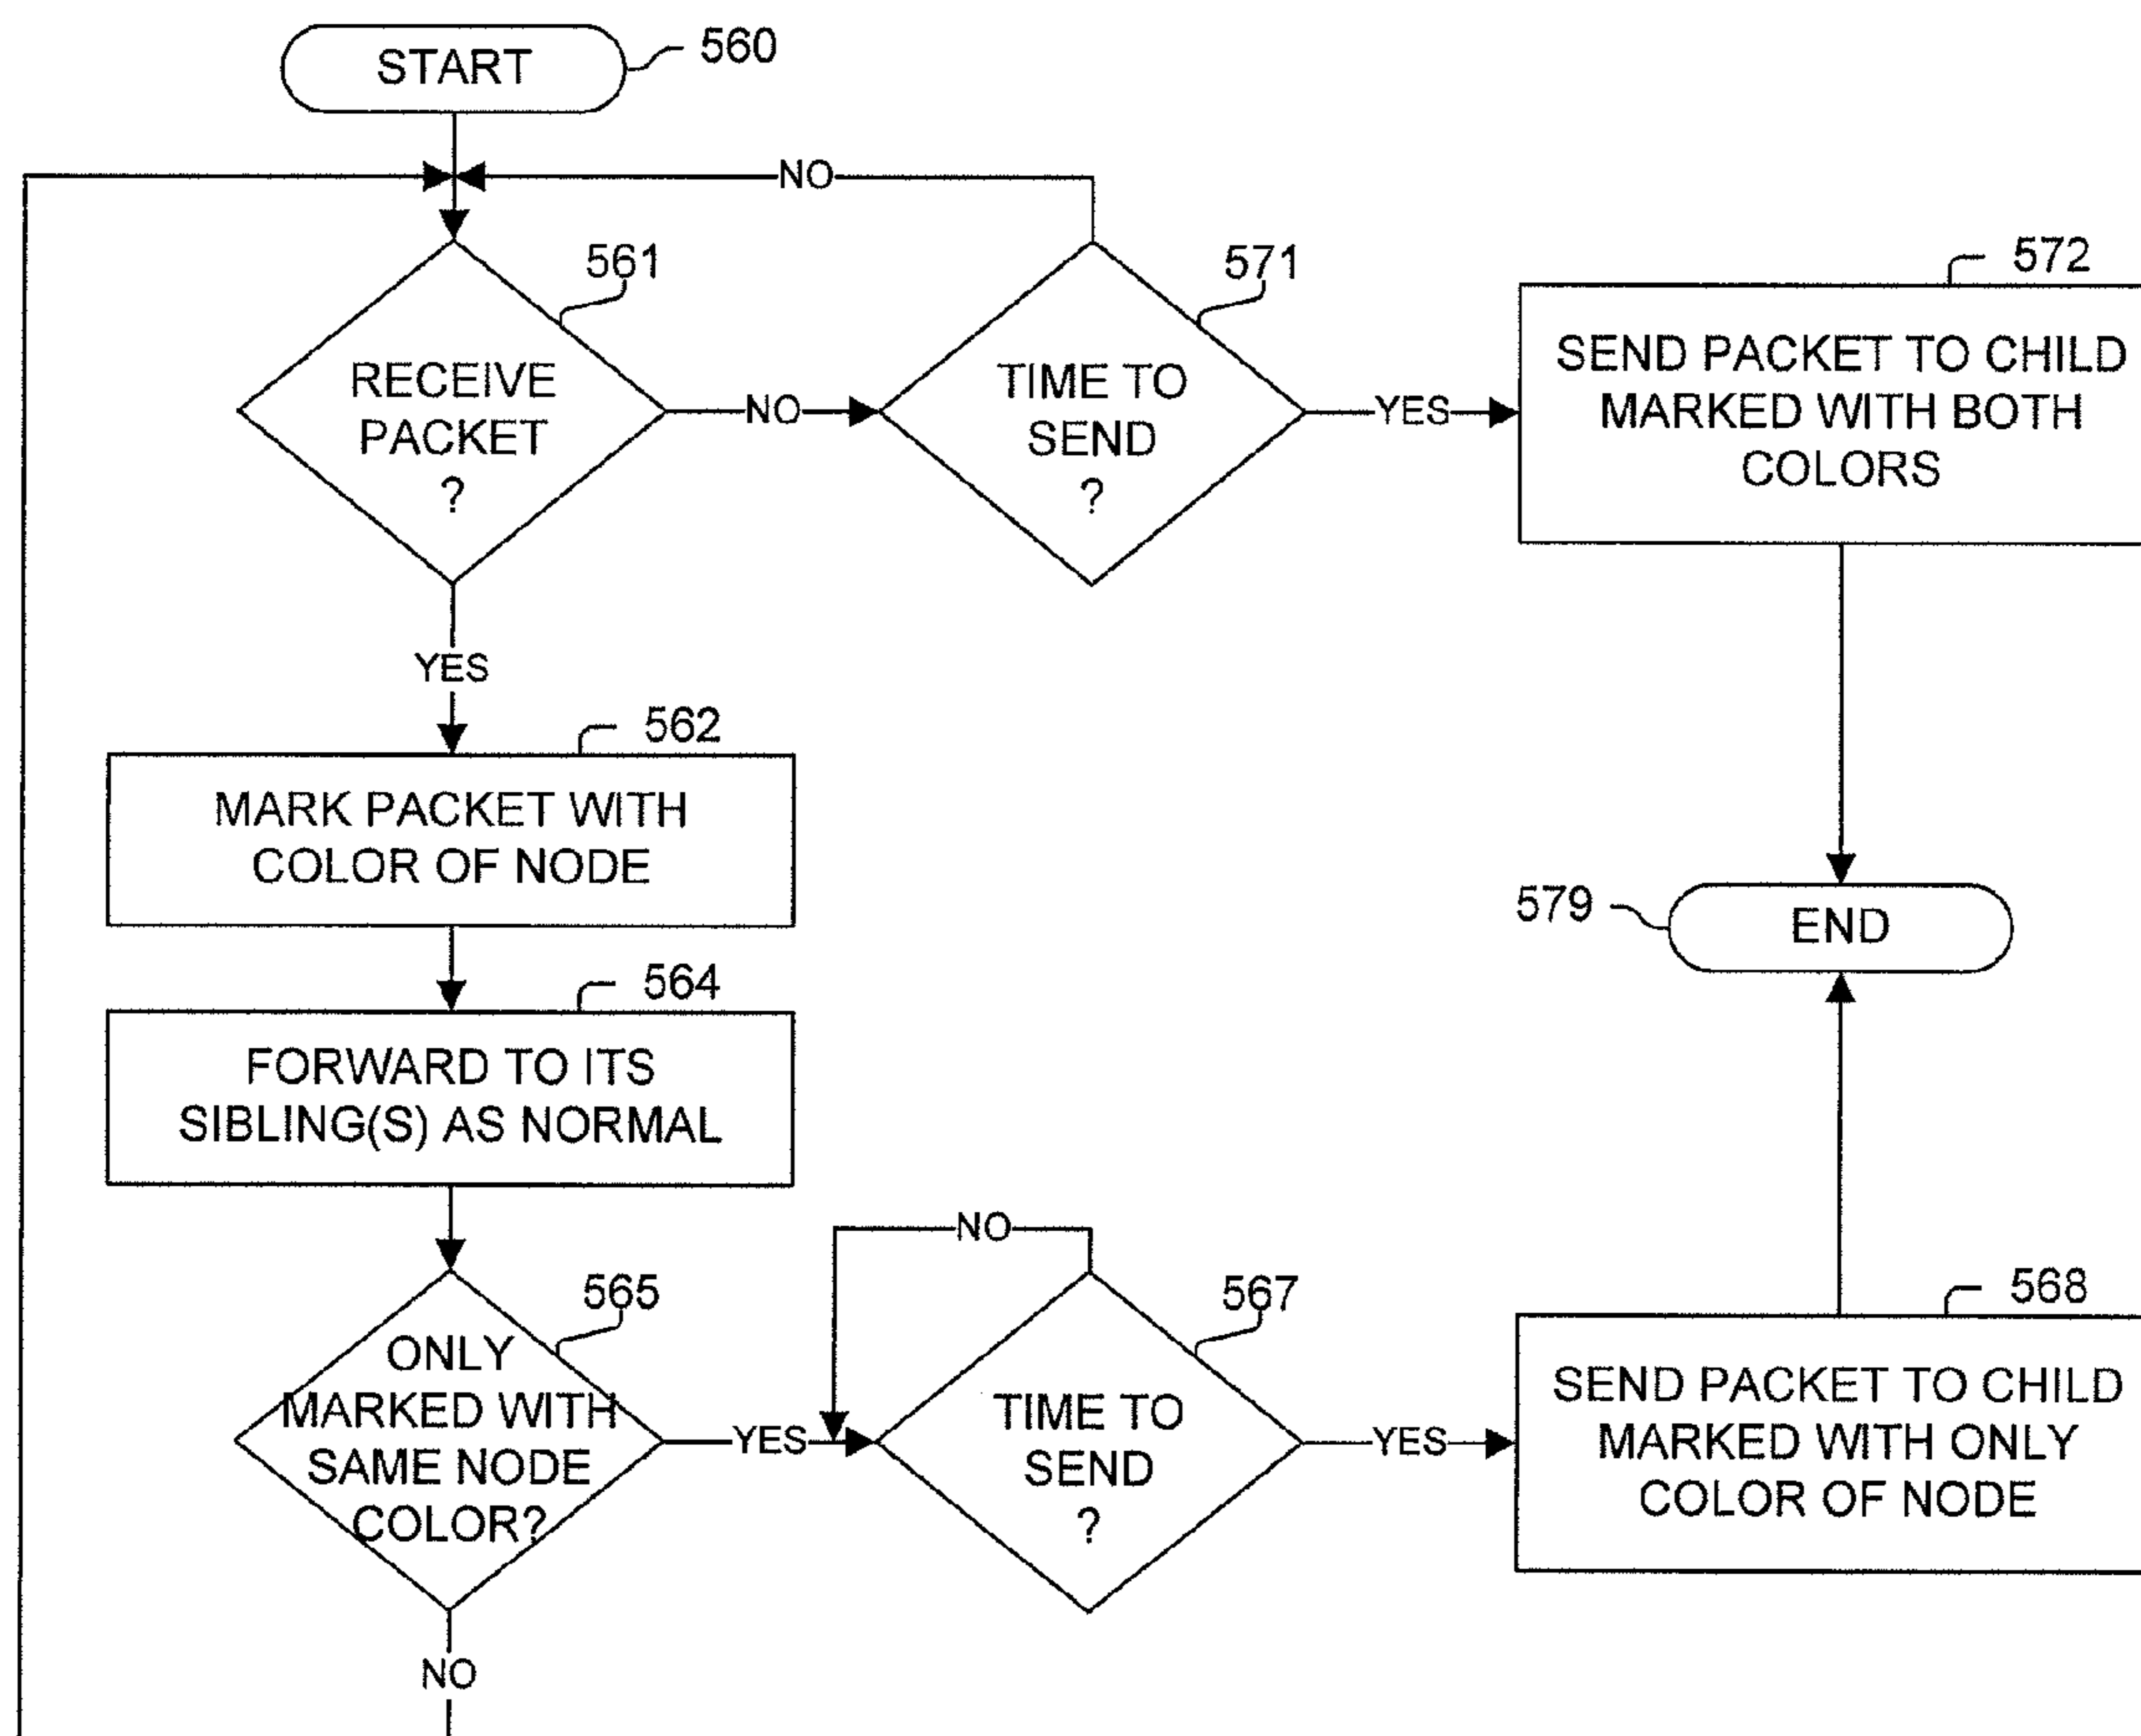 START
560
NO
561
571
572
RECEIVE
PACKET
?
NO
TIME TO
SEND
?
YES
SEND PACKET TO CHILD
MARKED WITH BOTH
COLORS
YES
562
MARK PACKET WITH
COLOR OF NODE
579
END
564
FORWARD TO ITS
SIBLING(S) AS NORMAL
NO
565
567
568
ONLY
MARKED WITH
SAME NODE
COLOR?
YES
TIME TO
SEND
?
YES
SEND PACKET TO CHILD
MARKED WITH ONLY
COLOR OF NODE
NO